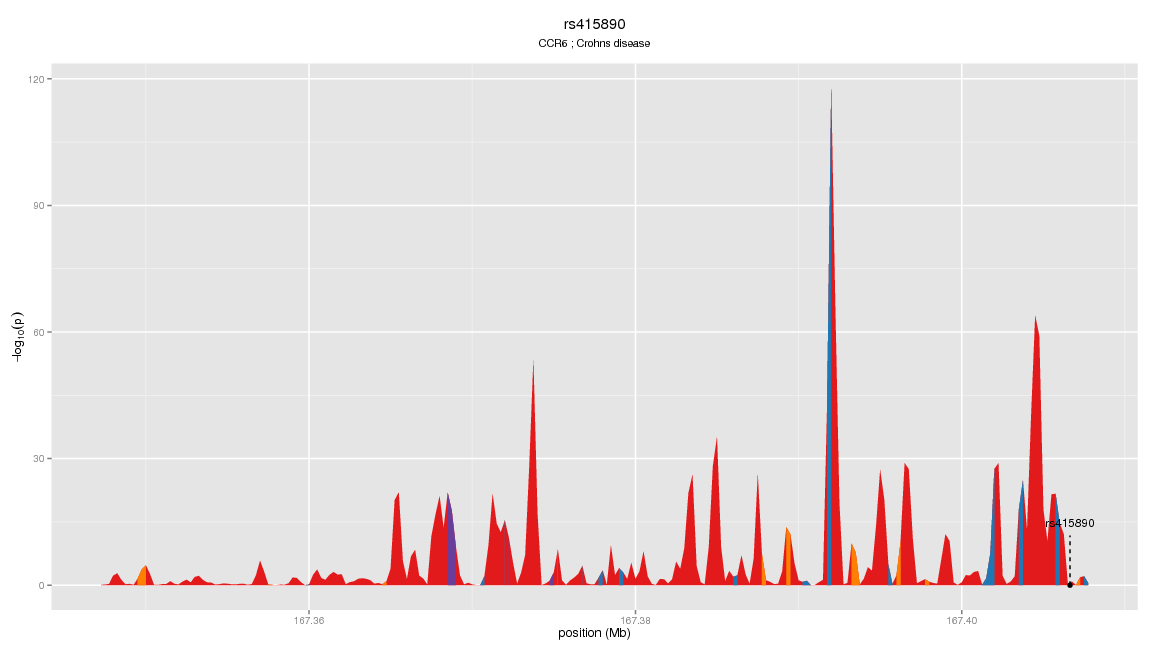 rs415890
CCR6 ; Crohns disease
120
90
60
30
0
−log10(p)
rs415890
167.36
167.38
167.40
position (Mb)